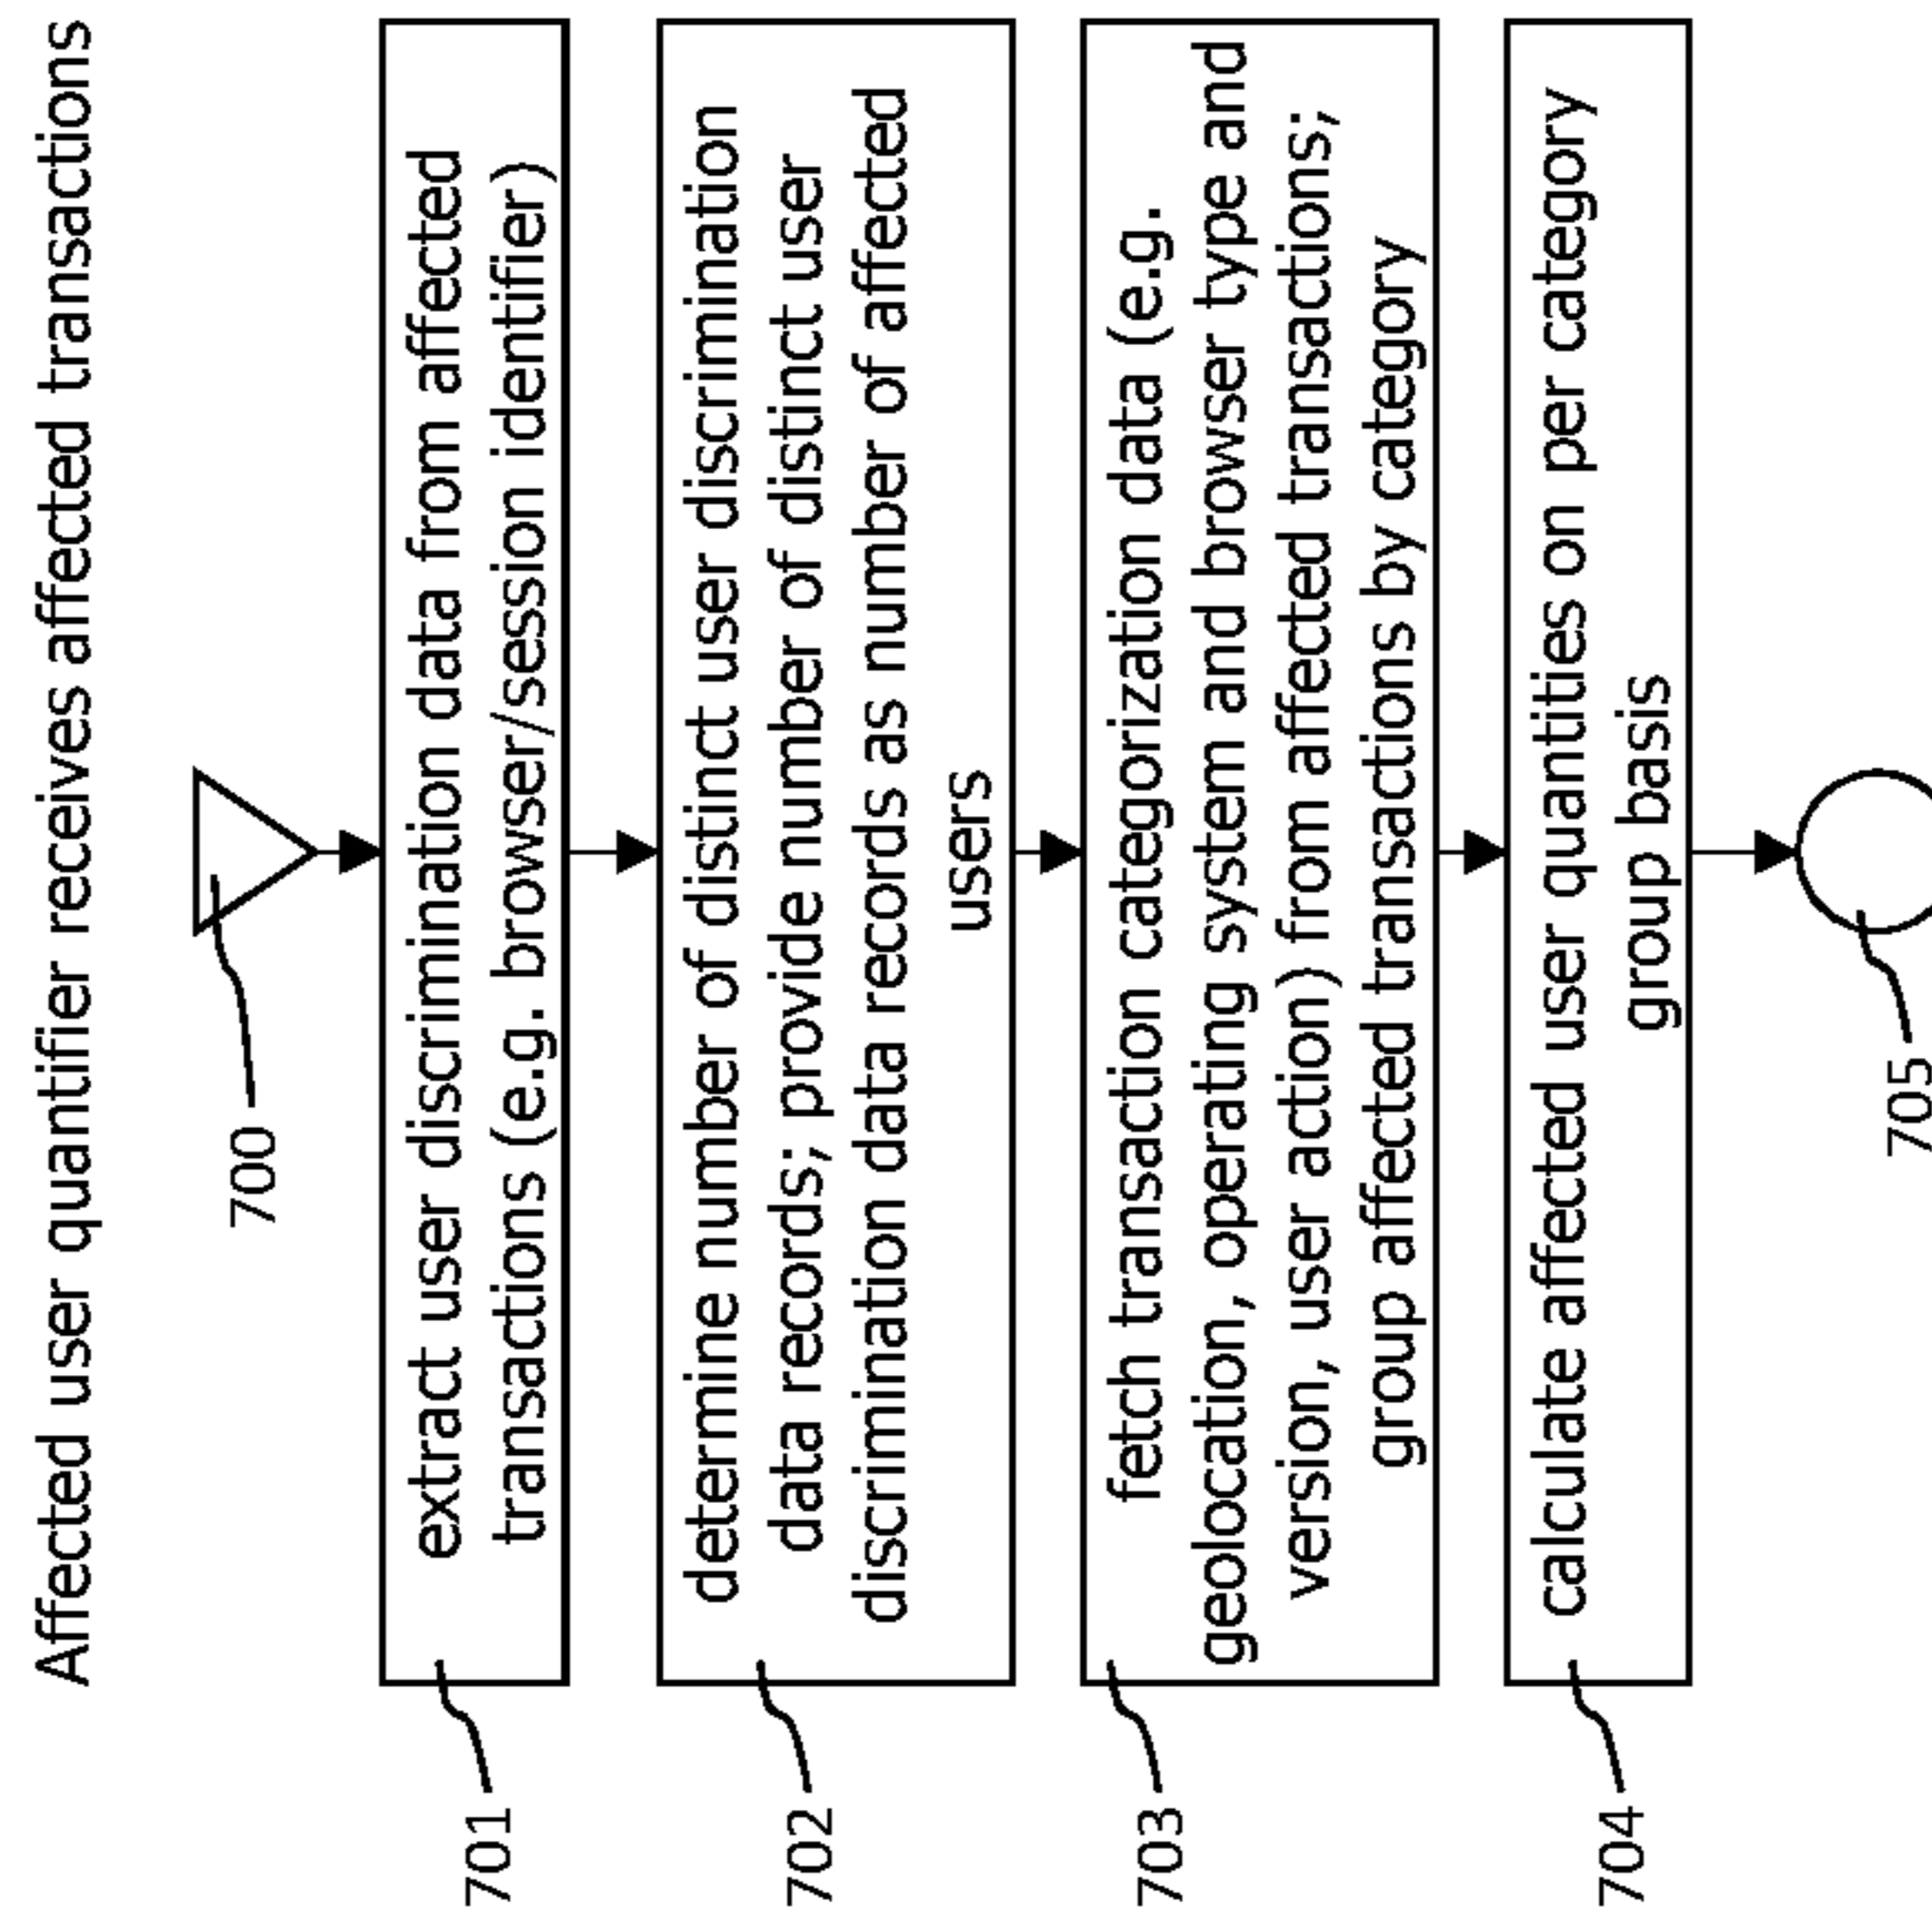 Affected user quantifier receives affected transactions
700
701
extract user discrimination data from affected
transactions (e.g. browser/session identifier)
702
determine number of distinct user discrimination
data records; provide number of distinct user
discrimination data records as number of affected
users
703
fetch transaction categorization data (e.g.
geolocation, operating system and browser type and
version, user action) from affected transactions;
group affected transactions by category
704
calculate affected user quantities on per category
group basis
705